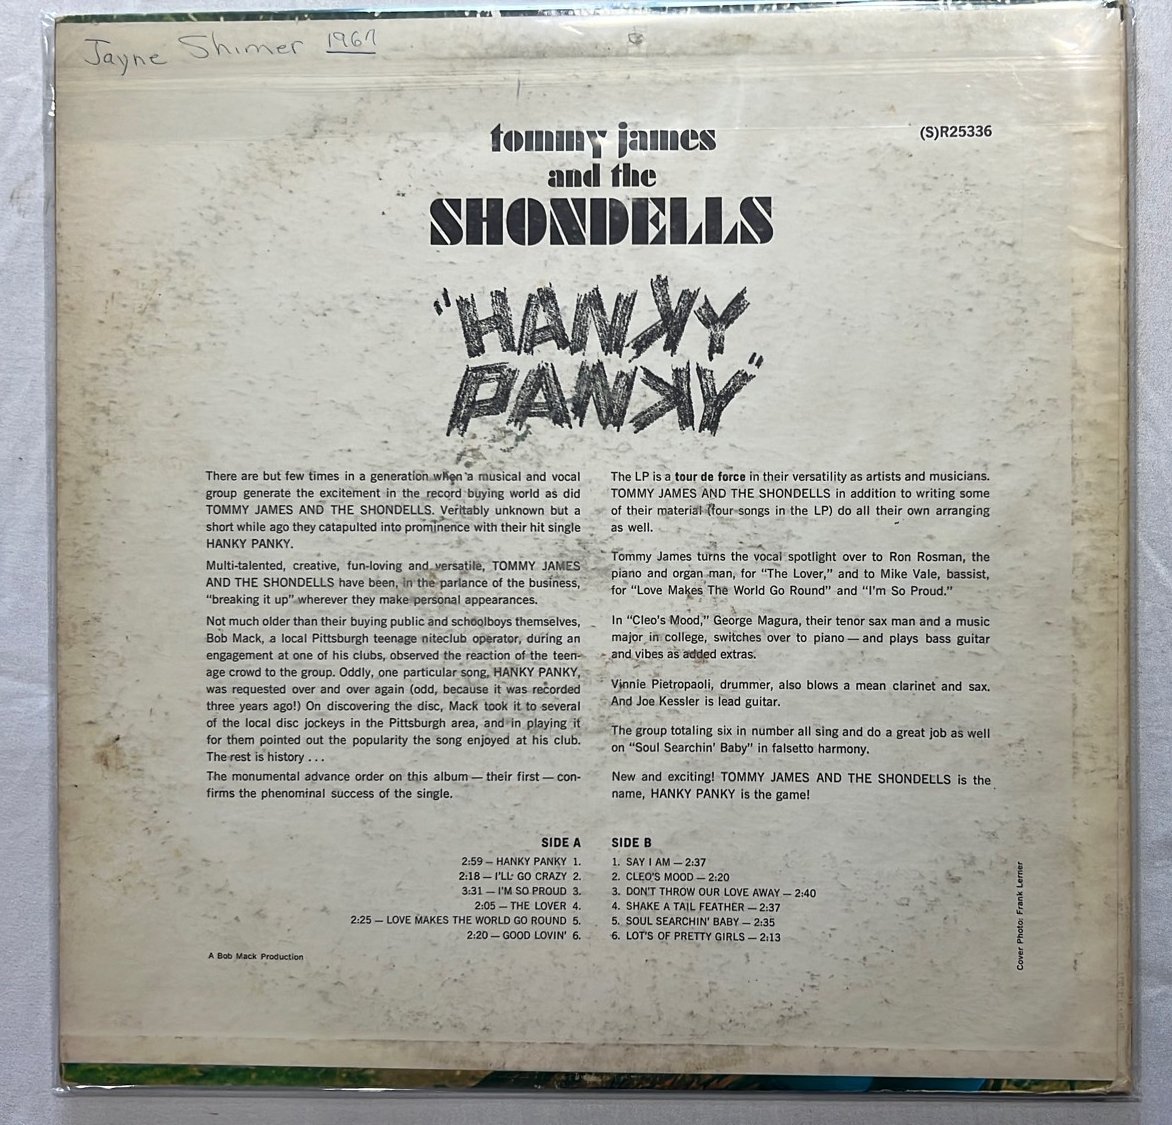 Jayne Shimer 1967
tommy james
and the
SHONDELLS
(S)R25336
"HANKY
PANKY"
There are but few times in a generation when a musical and vocal
group generate the excitement in the record buying world as did
TOMMY JAMES AND THE SHONDELLS. Veritably unknown but a
short while ago they catapulted into prominence with their hit single
HANKY PANKY.
Multi-talented, creative, fun-loving and versatile, TOMMY JAMES
AND THE SHONDELLS have been, in the parlance of the business,
“breaking it up” wherever they make personal appearances.
Not much older than their buying public and schoolboys themselves,
Bob Mack, a local Pittsburgh teenage niteclub operator, during an
engagement at one of his clubs, observed the reaction of the teen-
age crowd to the group. Oddly, one particular song, HANKY PANKY,
was requested over and over again (odd, because it was recorded
three years ago!) On discovering the disc, Mack took it to several
of the local disc jockeys in the Pittsburgh area, and in playing it
for them pointed out the popularity the song enjoyed at his club.
The rest is history . . .
The monumental advance order on this album — their first — con-
firms the phenominal success of the single.
The LP is a tour de force in their versatility as artists and musicians.
TOMMY JAMES AND THE SHONDELLS in addition to writing some
of their material (four songs in the LP) do all their own arranging
as well.
Tommy James turns the vocal spotlight over to Ron Rosman, the
piano and organ man, for “The Lover,” and to Mike Vale, bassist,
for “Love Makes The World Go Round” and “I'm So Proud.”
In “Cleo's Mood,” George Magura, their tenor sax man and a music
major in college, switches over to piano — and plays bass guitar
and vibes as added extras.
Vinnie Pietropaoli, drummer, also blows a mean clarinet and sax.
And Joe Kessler is lead guitar.
The group totaling six in number all sing and do a great job as well
on “Soul Searchin' Baby” in falsetto harmony.
New and exciting! TOMMY JAMES AND THE SHONDELLS is the
name, HANKY PANKY is the game!
SIDE A
2:59 — HANKY PANKY 1.
2:18 — I'LL GO CRAZY 2.
3:31 — I'M SO PROUD 3.
2:05 — THE LOVER 4.
2:25 — LOVE MAKES THE WORLD GO ROUND 5.
2:20 — GOOD LOVIN' 6.
SIDE B
1. SAY I AM — 2:37
2. CLEO'S MOOD — 2:20
3. DON'T THROW OUR LOVE AWAY — 2:40
4. SHAKE A TAIL FEATHER — 2:37
5. SOUL SEARCHIN' BABY — 2:35
6. LOT'S OF PRETTY GIRLS — 2:13
A Bob Mack Production
Cover Photo: Frank Lerner